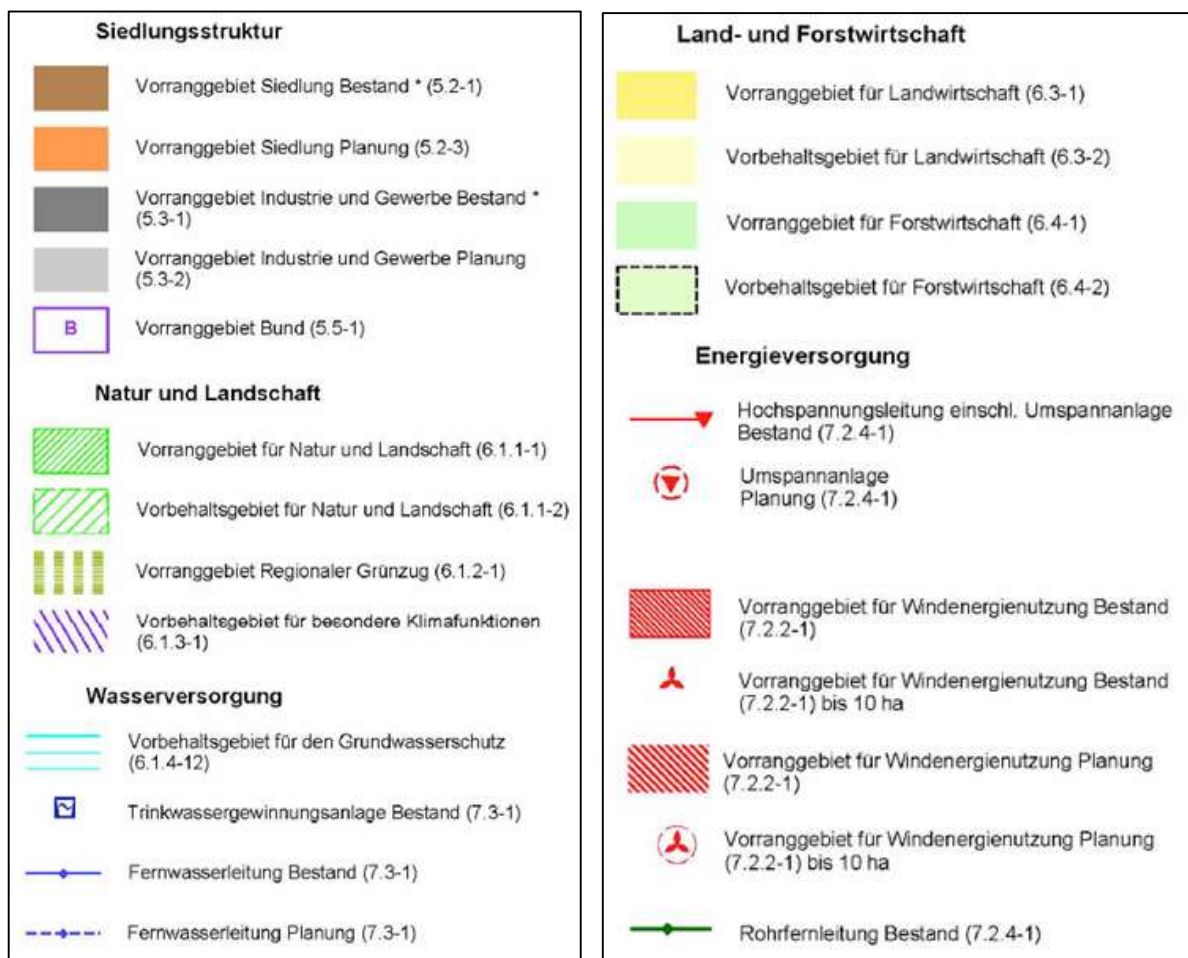 Siedlungsstruktur
Vorranggebiet Siedlung Bestand * (5.2-1)
Vorranggebiet Siedlung Planung (5.2-3)
Vorranggebiet Industrie und Gewerbe Bestand *
(5.3-1)
Vorranggebiet Industrie und Gewerbe Planung
(5.3-2)
B
Vorranggebiet Bund (5.5-1)
Natur und Landschaft
Vorranggebiet für Natur und Landschaft (6.1.1-1)
Vorbehaltsgebiet für Natur und Landschaft (6.1.1-2)
Vorranggebiet Regionaler Grünzug (6.1.2-1)
Vorbehaltsgebiet für besondere Klimafunktionen
(6.1.3-1)
Wasserversorgung
Vorbehaltsgebiet für den Grundwasserschutz
(6.1.4-12)
Trinkwassergewinnungsanlage Bestand (7.3-1)
Fernwasserleitung Bestand (7.3-1)
Fernwasserleitung Planung (7.3-1)
Land- und Forstwirtschaft
Vorranggebiet für Landwirtschaft (6.3-1)
Vorbehaltsgebiet für Landwirtschaft (6.3-2)
Vorranggebiet für Forstwirtschaft (6.4-1)
Vorbehaltsgebiet für Forstwirtschaft (6.4-2)
Energieversorgung
Hochspannungsleitung einschl. Umspannanlage
Bestand (7.2.4-1)
Umspannanlage
Planung (7.2.4-1)
Vorranggebiet für Windenergienutzung Bestand
(7.2.2-1)
Vorranggebiet für Windenergienutzung Bestand
(7.2.2-1) bis 10 ha
Vorranggebiet für Windenergienutzung Planung
(7.2.2-1)
Vorranggebiet für Windenergienutzung Planung
(7.2.2-1) bis 10 ha
Rohrfernleitung Bestand (7.2.4-1)